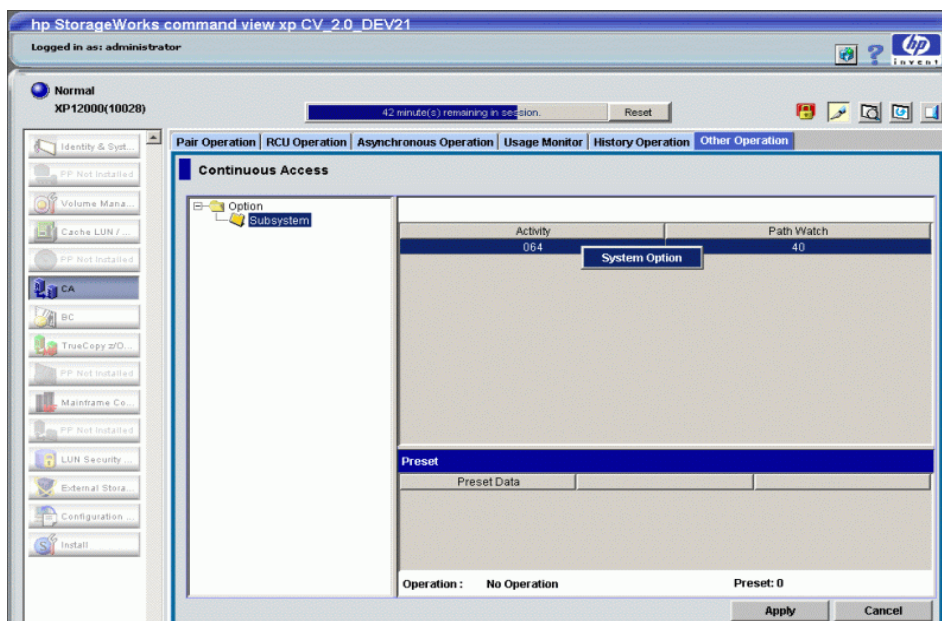 hp StorageWorks command view xp CV_2.0_DEV21
Logged in as: administrator
?
hp
invent
Normal
XP12000(10028)
42 minute(s) remaining in session.
Reset
Identity & Syst...
PP Not Installed
Volume Mana...
Cache LUN / ...
PP Not Installed
CA
BC
TrueCopy z/O...
PP Not Installed
Mainframe Co...
PP Not Installed
LUN Security ...
External Stora...
Configuration ...
Install
Pair Operation RCU Operation Asynchronous Operation Usage Monitor History Operation Other Operation
Continuous Access
Option
Subsystem
Activity Path Watch
064 40
System Option
Preset
Preset Data
Operation : No Operation Preset: 0
Apply Cancel